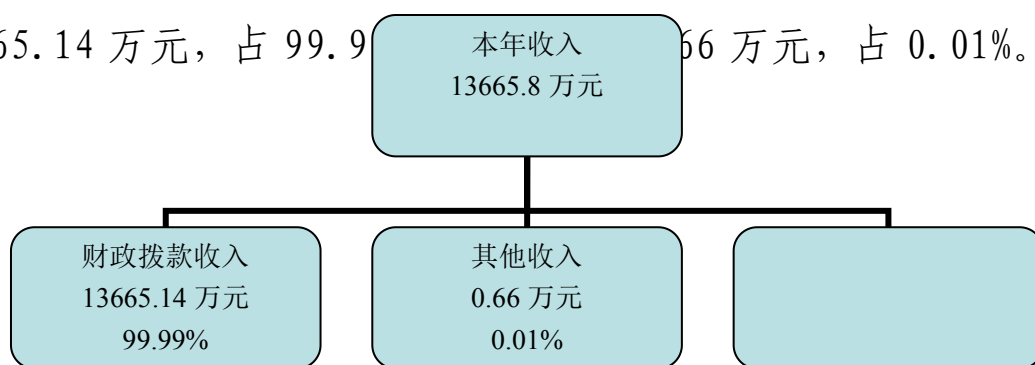 65.14 万元，占 99.9
66 万元，占 0.01%。
本年收入
13665.8 万元
财政拨款收入
13665.14 万元
99.99%
其他收入
0.66 万元
0.01%